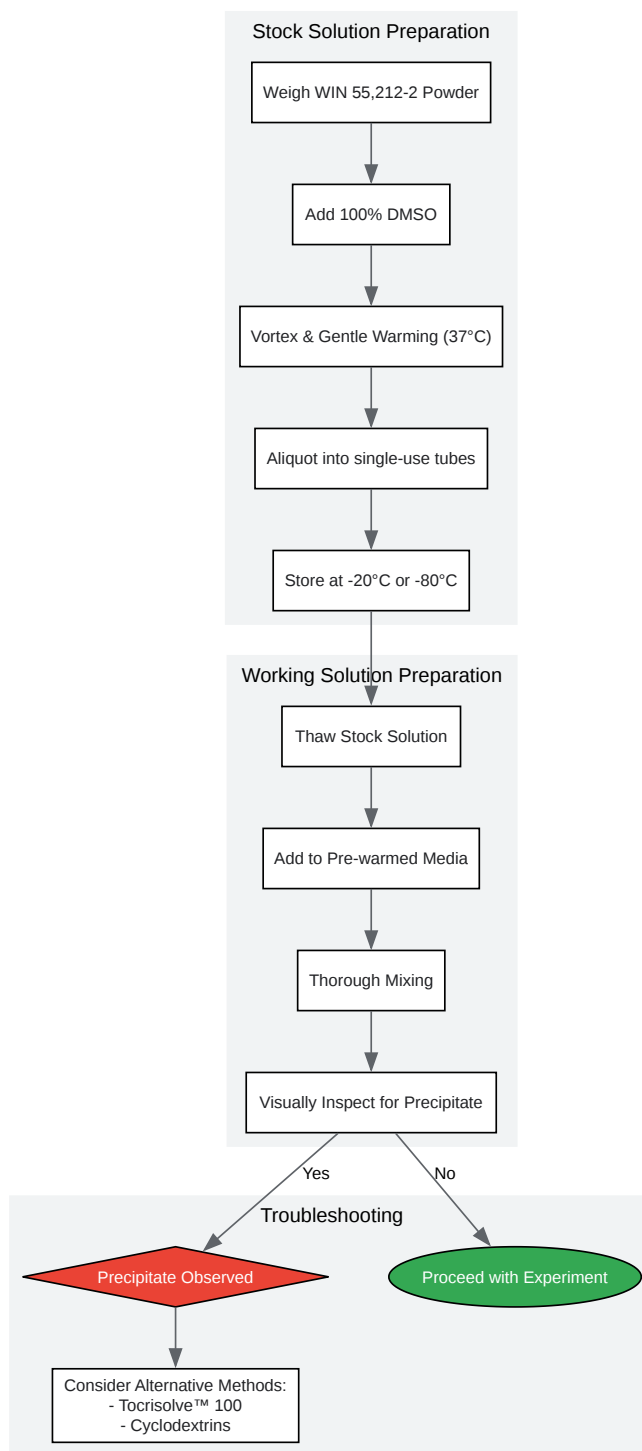 Stock Solution Preparation
Weigh WIN 55,212-2 Powder
Add 100% DMSO
Vortex & Gentle Warming (37°C)
Aliquot into single-use tubes
Store at -20°C or -80°C
Working Solution Preparation
Thaw Stock Solution
Add to Pre-warmed Media
Thorough Mixing
Visually Inspect for Precipitate
Yes
No
Troubleshooting
Precipitate Observed
Proceed with Experiment
Consider Alternative Methods:
- Tocrisolve™ 100
- Cyclodextrins